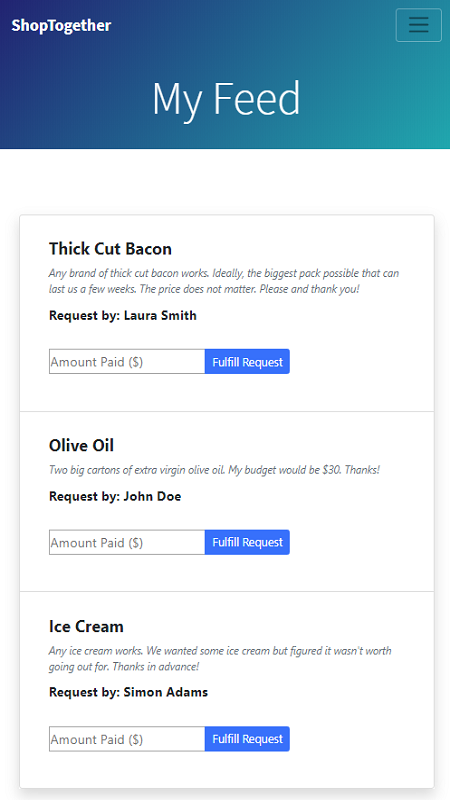 ShopTogether
My Feed
Thick Cut Bacon
Any brand of thick cut bacon works. Ideally, the biggest pack possible that can
last us a few weeks. The price does not matter. Please and thank you!
Request by: Laura Smith
Amount Paid ($)
Fulfill Request
Olive Oil
Two big cartons of extra virgin olive oil. My budget would be $30. Thanks!
Request by: John Doe
Amount Paid ($)
Fulfill Request
Ice Cream
Any ice cream works. We wanted some ice cream but figured it wasn't worth
going out for. Thanks in advance!
Request by: Simon Adams
Amount Paid ($)
Fulfill Request